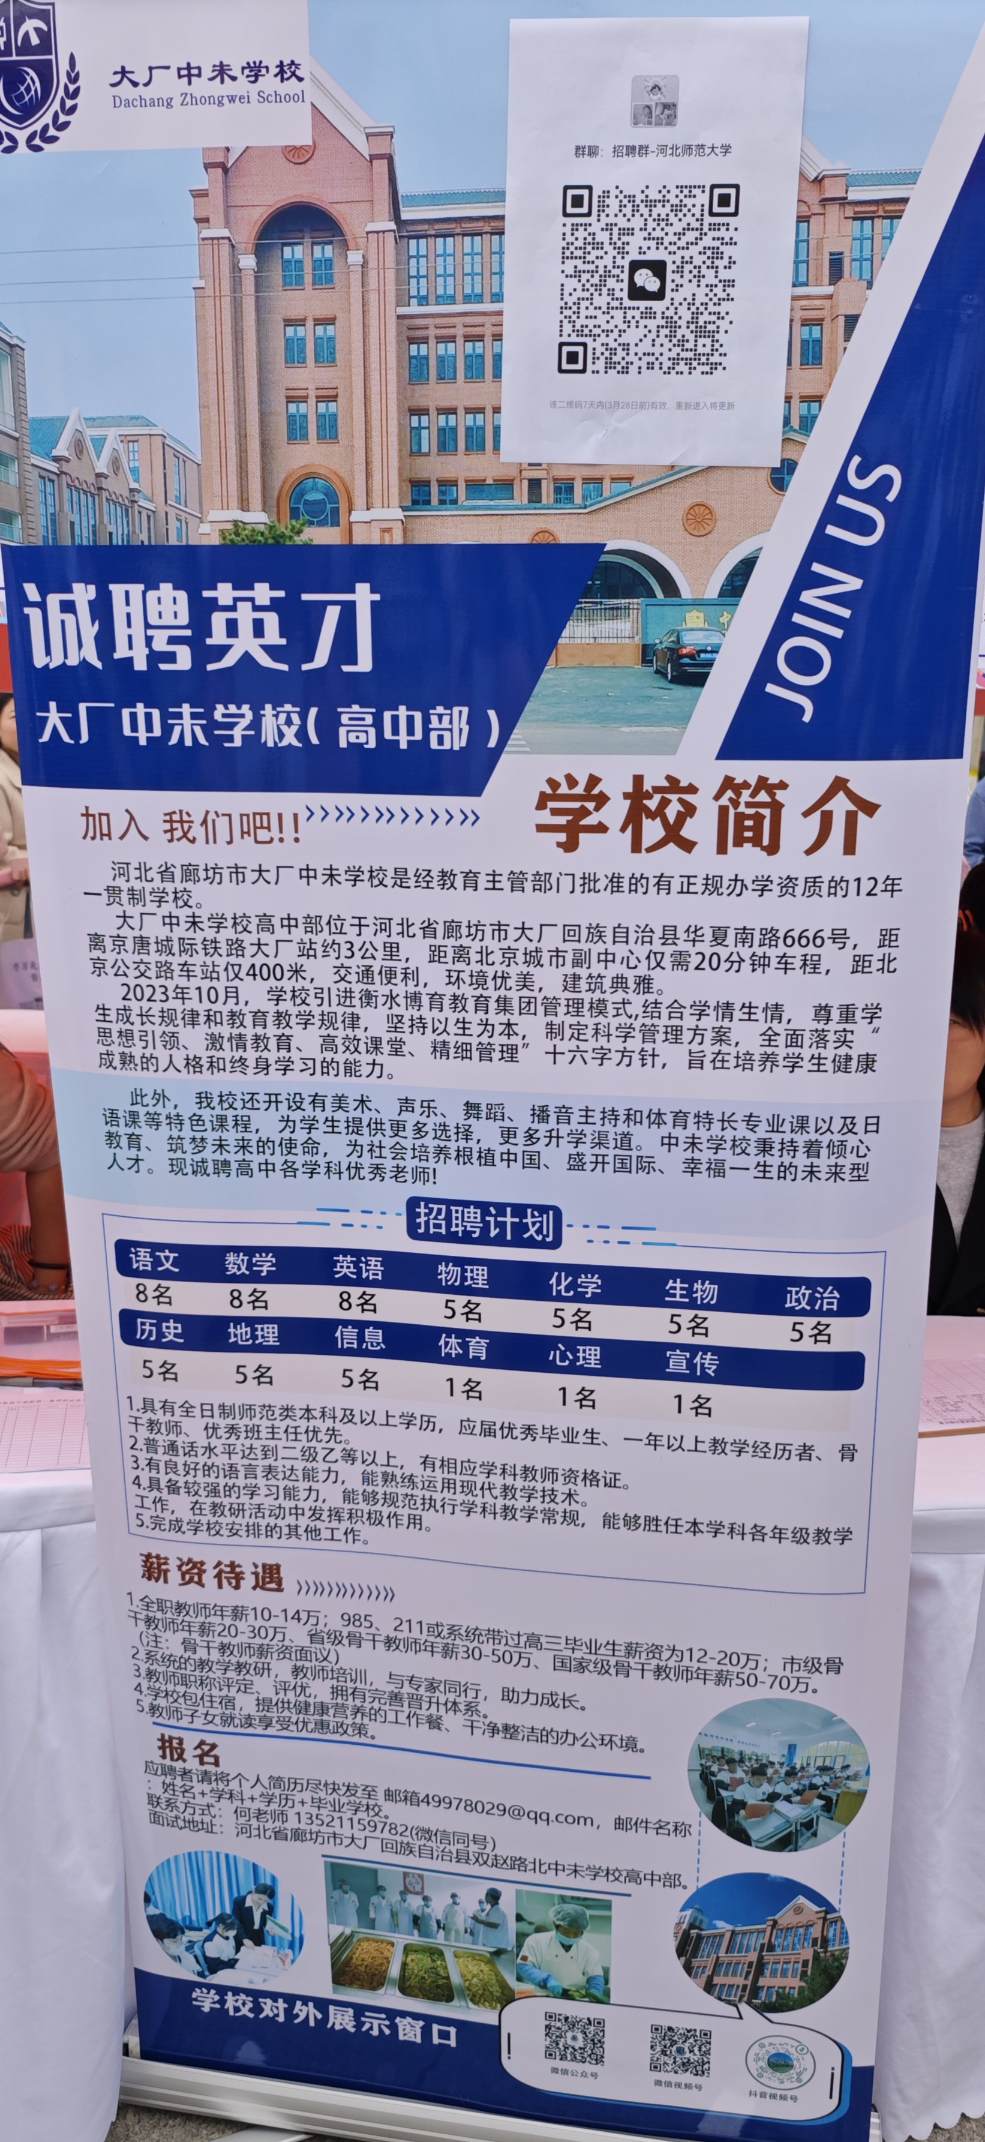 大厂中未学校
Dachang Zhongwei School
群聊：招聘群-河北师范大学
该二维码7天内(3月28日前)有效，重新进入将更新
JOIN US
诚聘英才
大厂中未学校(高中部)
加入 我们吧!!
学校简介
河北省廊坊市大厂中未学校是经教育主管部门批准的有正规办学资质的12年
一贯制学校。
大厂中未学校高中部位于河北省廊坊市大厂回族自治县华夏南路666号，距
离京唐城际铁路大厂站约3公里，距离北京城市副中心仅需20分钟车程，距北
京公交路车站仅400米，交通便利，环境优美，建筑典雅。
2023年10月，学校引进衡水博育教育集团管理模式,结合学情生情，尊重学
生成长规律和教育教学规律，坚持以生为本，制定科学管理方案，全面落实“
思想引领、激情教育、高效课堂、精细管理”十六字方针，旨在培养学生健康
成熟的人格和终身学习的能力。
此外，我校还开设有美术、声乐、舞蹈、播音主持和体育特长专业课以及日
语课等特色课程，为学生提供更多选择，更多升学渠道。中未学校秉持着倾心
教育、筑梦未来的使命，为社会培养根植中国、盛开国际、幸福一生的未来型
人才。现诚聘高中各学科优秀老师!
招聘计划
语文 数学 英语 物理 化学 生物 政治
8名 8名 8名 5名 5名 5名 5名
历史 地理 信息 体育 心理 宣传
5名 5名 5名 1名 1名 1名
1.具有全日制师范类本科及以上学历，应届优秀毕业生、一年以上教学经历者、骨
干教师、优秀班主任优先。
2.普通话水平达到二级乙等以上，有相应学科教师资格证。
3.有良好的语言表达能力，能熟练运用现代教学技术。
4.具备较强的学习能力，能够规范执行学科教学常规，能够胜任本学科各年级教学
工作，在教研活动中发挥积极作用。
5.完成学校安排的其他工作。
薪资待遇
1.全职教师年薪10-14万；985、211或系统带过高三毕业生薪资为12-20万；市级骨
干教师年薪20-30万、省级骨干教师年薪30-50万、国家级骨干教师年薪50-70万。
（注：骨干教师薪资面议）
2.系统的教学教研，教师培训，与专家同行，助力成长。
3.教师职称评定、评优，拥有完善晋升体系。
4.学校包住宿，提供健康营养的工作餐、干净整洁的办公环境。
5.教师子女就读享受优惠政策。
报名
应聘者请将个人简历尽快发至 邮箱49978029@qq.com，邮件名称
：姓名+学科+学历+毕业学校。
联系方式：何老师 13521159782(微信同号)
面试地址：河北省廊坊市大厂回族自治县双赵路北中未学校高中部。
学校对外展示窗口
微信公众号
微信视频号
抖音视频号